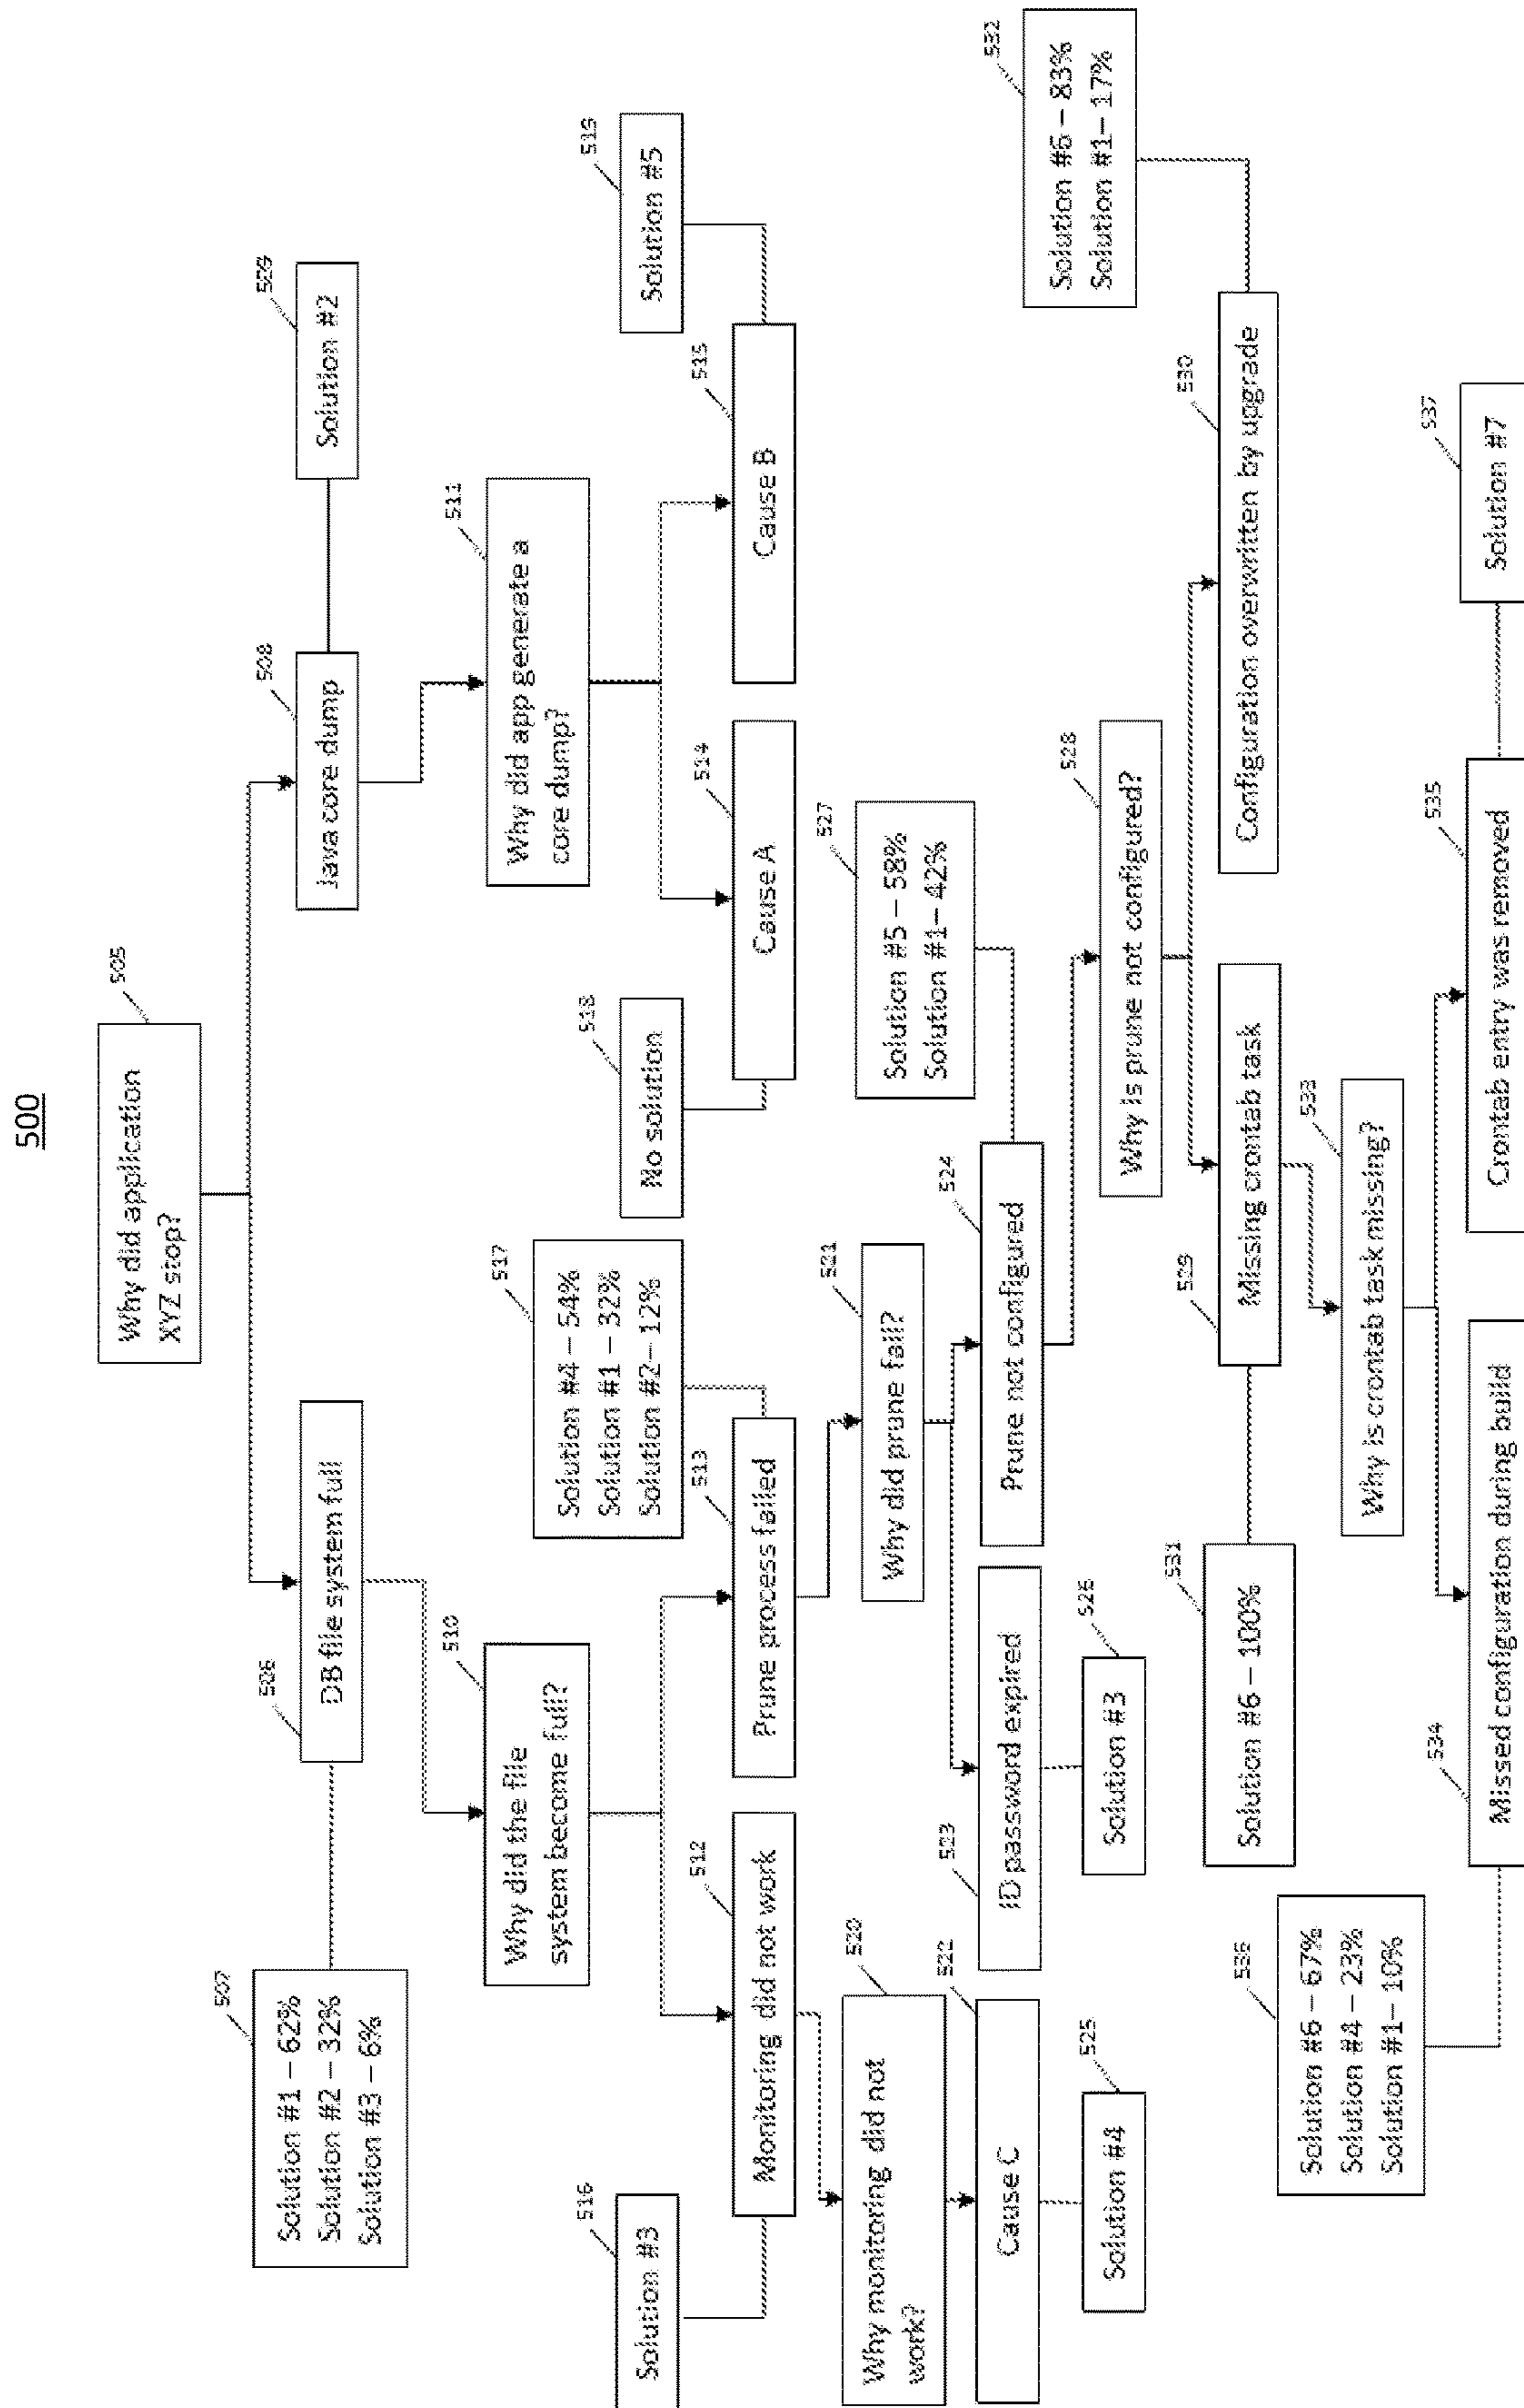 500
505
Why did application
XYZ stop?
506
DB file system full
507
Solution #1 – 62%
Solution #2 – 32%
Solution #3 – 6%
508
Java core dump
509
Solution #2
510
Why did the file
system become full?
511
Why did app generate a
core dump?
516
Solution #3
512
Monitoring did not work
513
Prune process failed
517
Solution #4 – 54%
Solution #1 – 32%
Solution #2 – 12%
518
No solution
514
Cause A
515
Cause B
519
Solution #5
520
Why monitoring did not
work?
521
Why did prune fail?
522
Cause C
525
Solution #4
523
ID password expired
526
Solution #3
524
Prune not configured
527
Solution #5 – 58%
Solution #1 – 42%
528
Why is prune not configured?
531
Solution #6 – 100%
529
Missing crontab task
530
Configuration overwritten by upgrade
532
Solution #6 – 83%
Solution #1 – 17%
533
Why is crontab task missing?
536
Solution #6 – 67%
Solution #4 – 23%
Solution #1 – 10%
534
Missed configuration during build
535
Crontab entry was removed
537
Solution #7